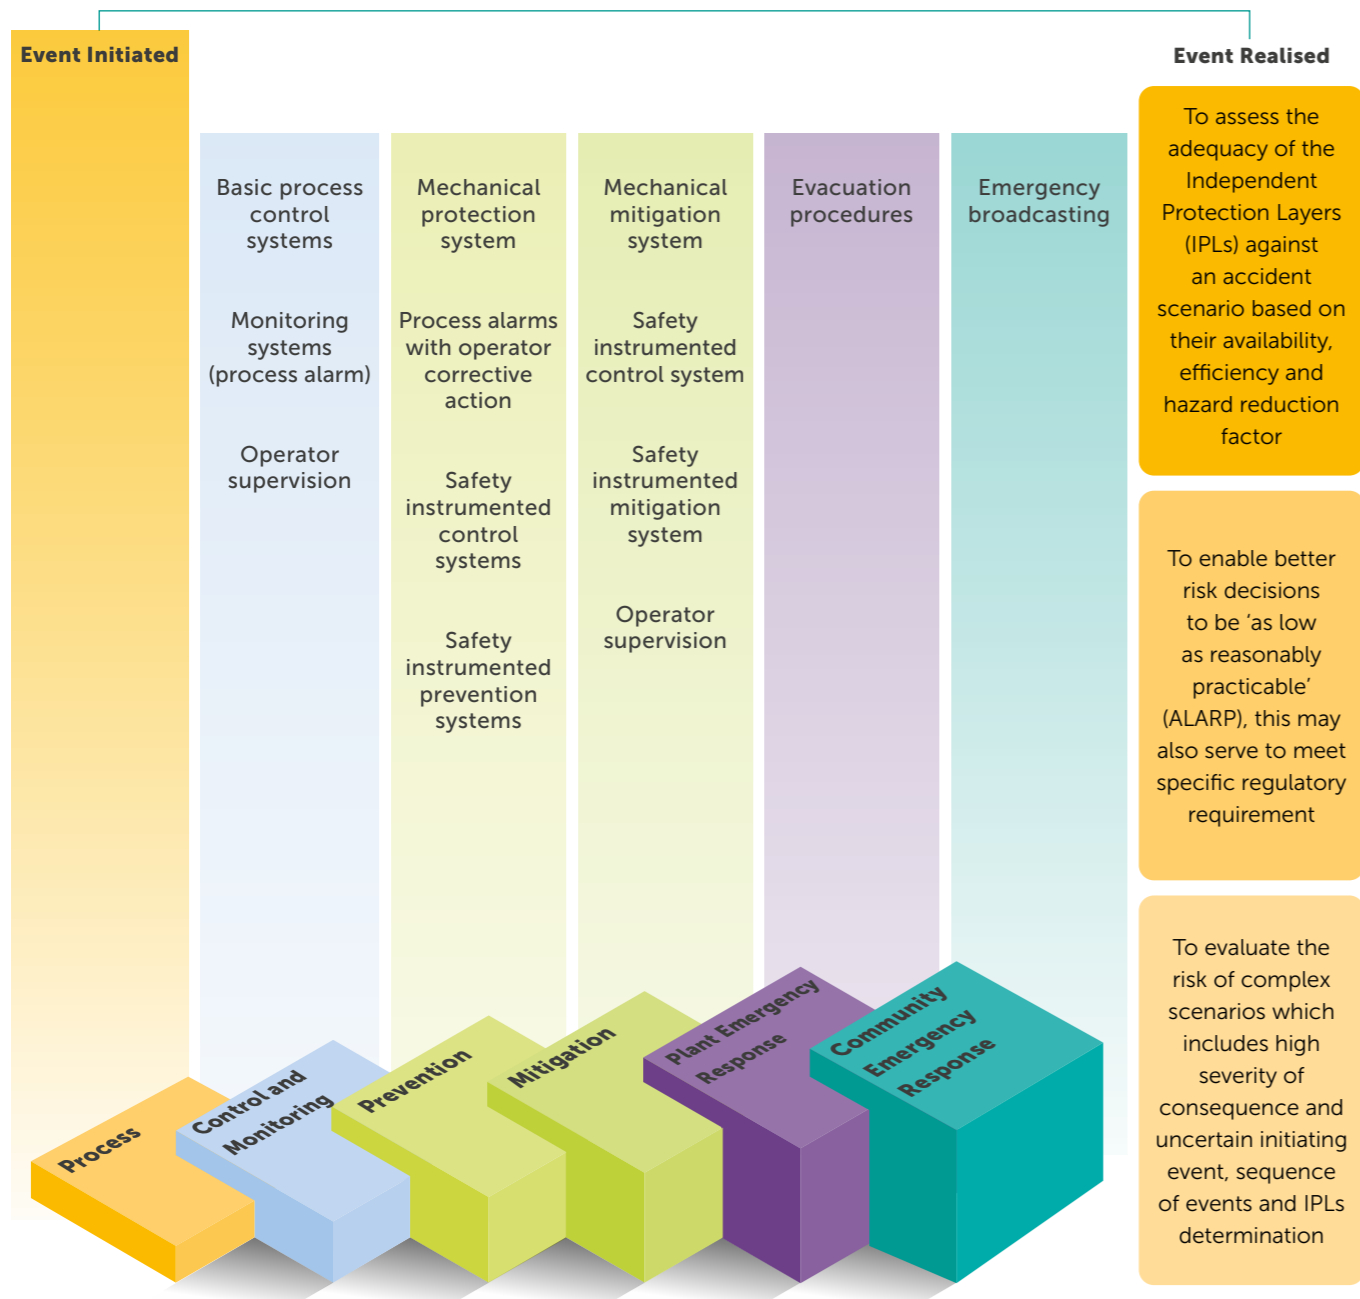 Event Initiated
Event Realised
Basic process
control
systems
Monitoring
systems
(process alarm)
Operator
supervision
Mechanical
protection
system
Process alarms
with operator
corrective
action
Safety
instrumented
control
systems
Safety
instrumented
prevention
systems
Mechanical
mitigation
system
Safety
instrumented
control system
Safety
instrumented
mitigation
system
Operator
supervision
Evacuation
procedures
Emergency
broadcasting
To assess the
adequacy of the
Independent
Protection Layers
(IPLs) against
an accident
scenario based on
their availability,
efficiency and
hazard reduction
factor
To enable better
risk decisions
to be ‘as low
as reasonably
practicable’
(ALARP), this may
also serve to meet
specific regulatory
requirement
To evaluate the
risk of complex
scenarios which
includes high
severity of
consequence and
uncertain initiating
event, sequence
of events and IPLs
determination
Process
Control and
Monitoring
Prevention
Mitigation
Plant Emergency
Response
Community
Emergency
Response